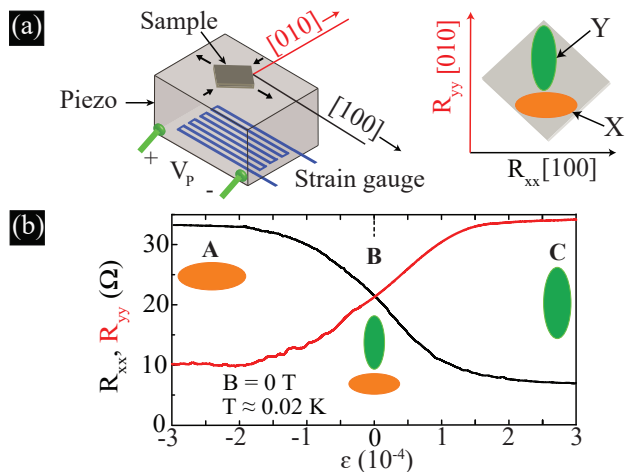 (a)
Sample
[010]
Piezo
[100]
+
V_P
-
Strain gauge
R_yy [010]
Y
X
R_xx [100]
(b)
R_xx, R_yy (Ω)
30
20
10
0
A
B
C
B = 0 T
T ≈ 0.02 K
-3 -2 -1 0 1 2 3
ε (10^-4)